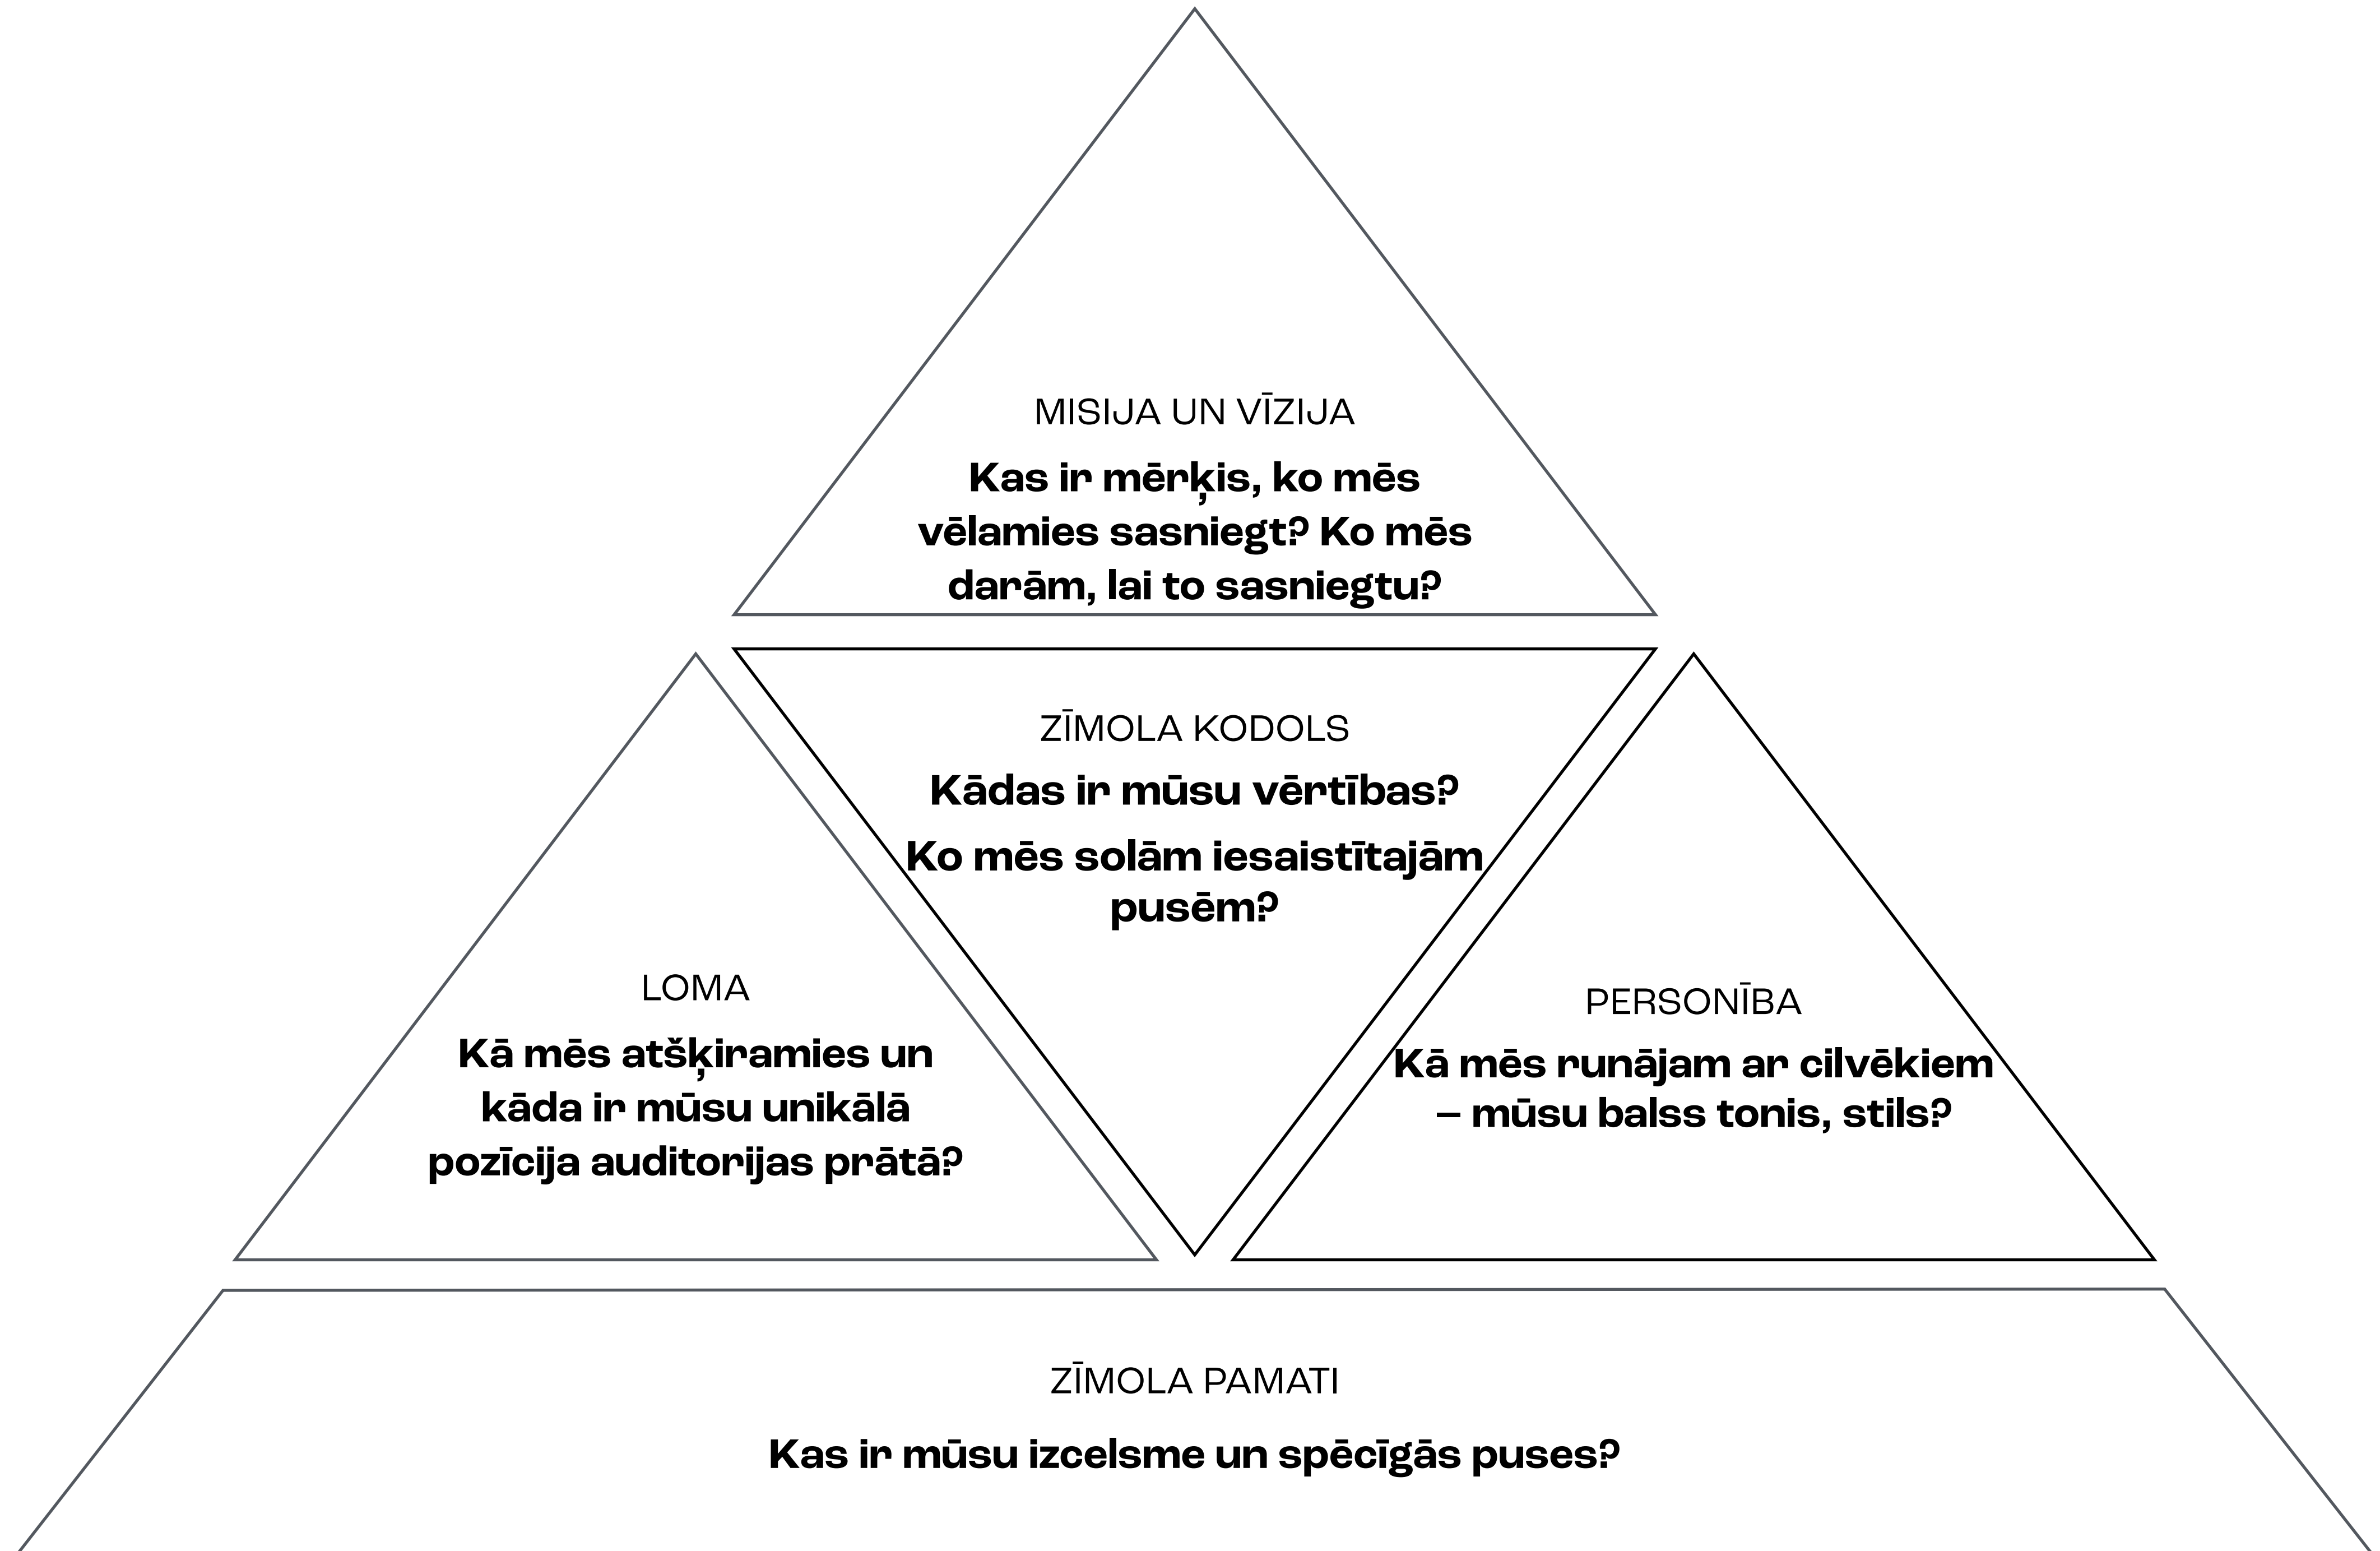 MISIJA UN VĪZIJA
Kas ir mērķis, ko mēs
vēlamies sasniegt? Ko mēs
darām, lai to sasniegtu?
ZĪMOLA KODOLS
Kādas ir mūsu vērtības?
Ko mēs solām iesaistītajām
pusēm?
LOMA
Kā mēs atšķiramies un
kāda ir mūsu unikālā
pozīcija auditorijas prātā?
PERSONĪBA
Kā mēs runājam ar cilvēkiem
– mūsu balss tonis, stils?
ZĪMOLA PAMATI
Kas ir mūsu izcelsme un spēcīgās puses?